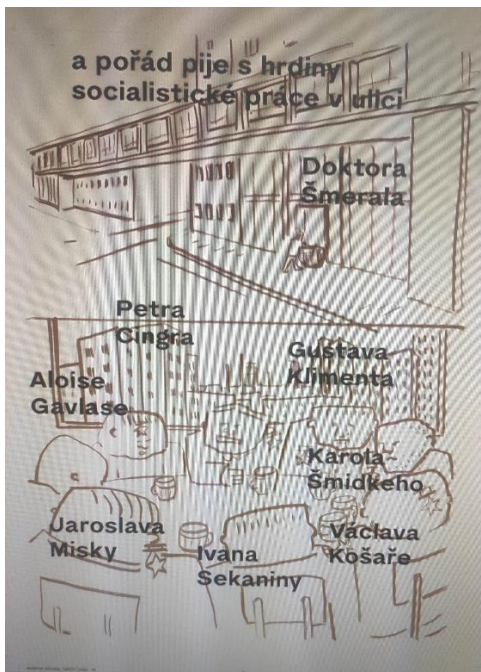 a pořád pije s hrdiny
socialistické práce v ulici
Doktora
Šmerala
Petra
Cingra
Gustava
Klimenta
Aloise
Gavlase
Karola
Šmidkeho
Jaroslava
Misky
Ivana
Sekaniny
Václava
Košaře